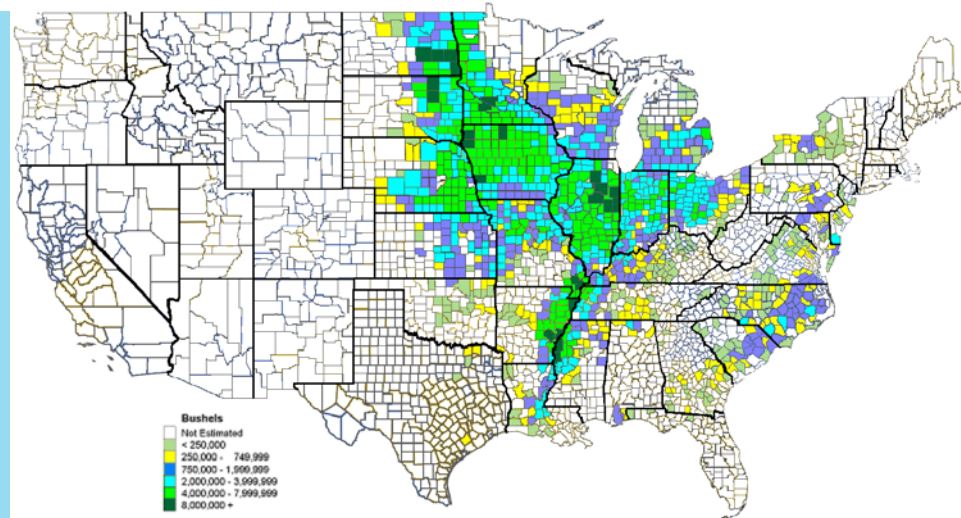 Bushels
Not Estimated
< 250,000
250,000 - 749,999
750,000 - 1,999,999
2,000,000 - 3,999,999
4,000,000 - 7,999,999
8,000,000 +